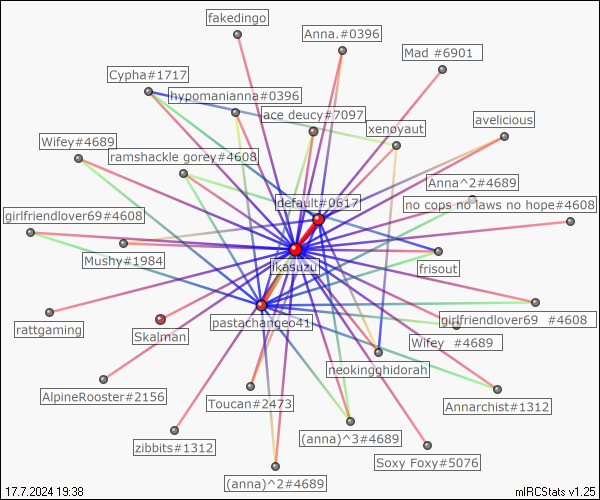 fakedingo
Anna.#0396
Mad_#6901
Cypha#1717
hypomanianna#0396
ace deucy#7097
avelicious
xenoyaut
Wifey#4689
ramshackle gorey#4608
Anna^2#4689
default#0617
no cops no laws no hope#4608
girlfriendlover69#4608
Mushy#1984
ikasuzu
frisout
rattgaming
Skalman
pastachangeo41
girlfriendlover69_#4608
Wifey_#4689
neokingghidorah
AlpineRooster#2156
Toucan#2473
Annarchist#1312
zibbits#1312
(anna)^3#4689
Soxy Foxy#5076
(anna)^2#4689
17.7.2024 19:38
mIRCStats v1.25